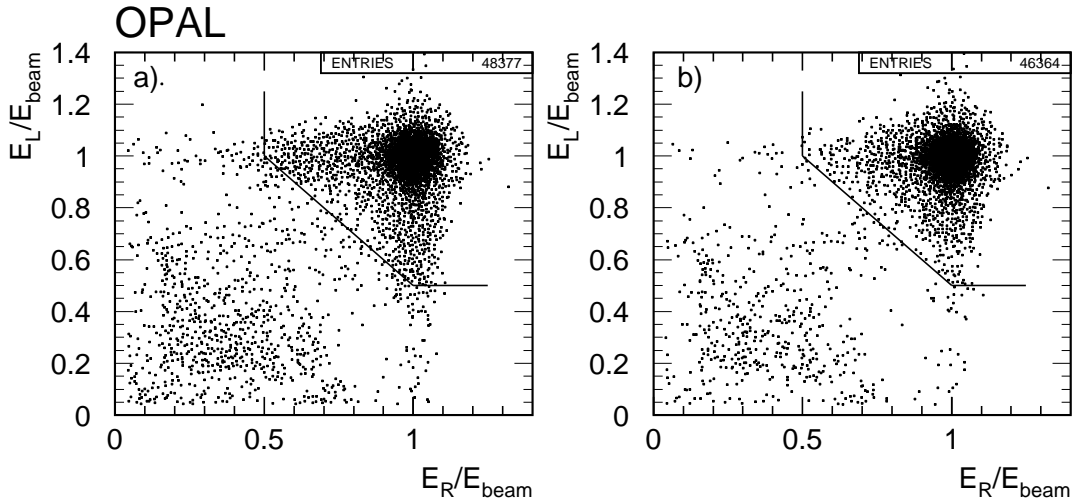 OPAL
a).
ENTRIES 48377
E_L/E_beam
1.4
1.2
1
0.8
0.6
0.4
0.2
0
0 0.5 1
E_R/E_beam
b)
ENTRIES 46364
E_L/E_beam
1.4
1.2
1
0.8
0.6
0.4
0.2
0
0 0.5 1
E_R/E_beam